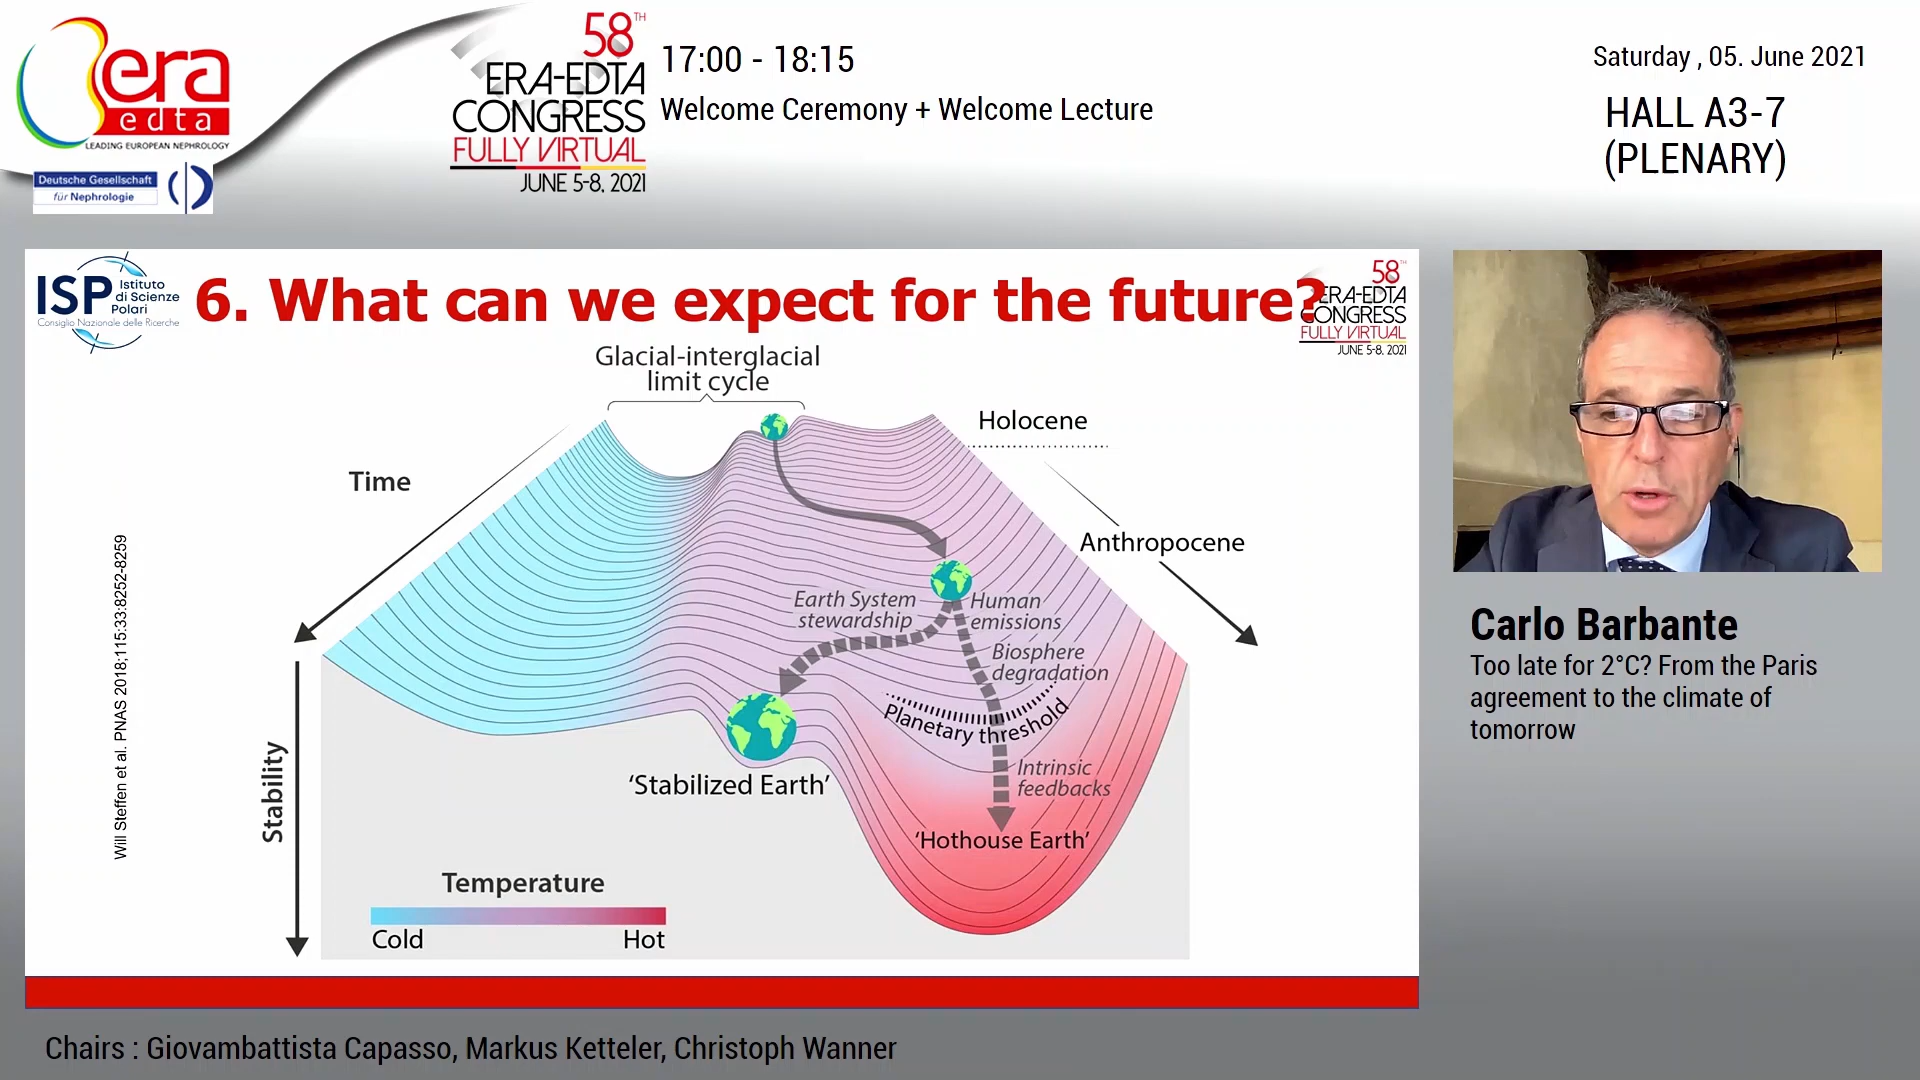 era
edta
LEADING EUROPEAN NEPHROLOGY
Deutsche Gesellschaft
für Nephrologie
58TH
ERA-EDTA
CONGRESS
FULLY VIRTUAL
JUNE 5-8, 2021
17:00 - 18:15
Welcome Ceremony + Welcome Lecture
Saturday , 05. June 2021
HALL A3-7
(PLENARY)
ISP Istituto
di Scienze
Polari
Consiglio Nazionale delle Ricerche
6. What can we expect for the future?
58TH
ERA-EDTA
CONGRESS
FULLY VIRTUAL
JUNE 5-8, 2021
Glacial-interglacial
limit cycle
Holocene
Time
Anthropocene
Earth System
stewardship
Human
emissions
Biosphere
degradation
Planetary threshold
Intrinsic
feedbacks
'Stabilized Earth'
'Hothouse Earth'
Stability
Temperature
Cold
Hot
Will Steffen et al. PNAS 2018;115:33:8252-8259
Carlo Barbante
Too late for 2°C? From the Paris
agreement to the climate of
tomorrow
Chairs : Giovambattista Capasso, Markus Ketteler, Christoph Wanner